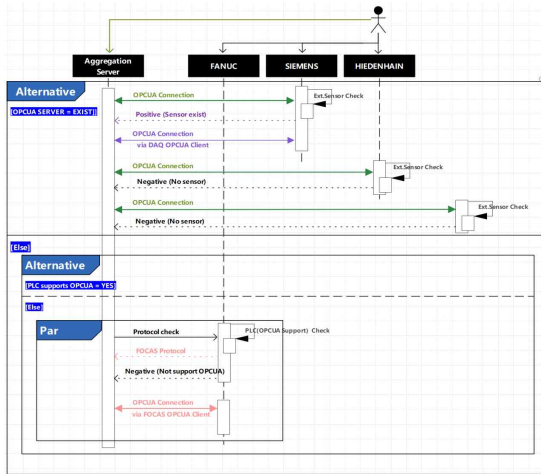 Aggregation
Server
FANUC
SIEMENS
HIEDENHAIN
Alternative
[OPCUA SERVER = EXIST]]
OPCUA Connection
Ext.Sensor Check
Positive (Sensor exist)
OPCUA Connection
via DAQ OPCUA Client
OPCUA Connection
Ext.Sensor Check
Negative (No sensor)
OPCUA Connection
Ext.Sensor Check
Negative (No sensor)
[Else]
Alternative
[PLC supports OPCUA = YES]
[Else]
Par
Protocol check
PLC(OPCUA Support) Check
FOCAS Protocol
Negative (Not support OPCUA)
OPCUA Connection
via FOCAS OPCUA Client